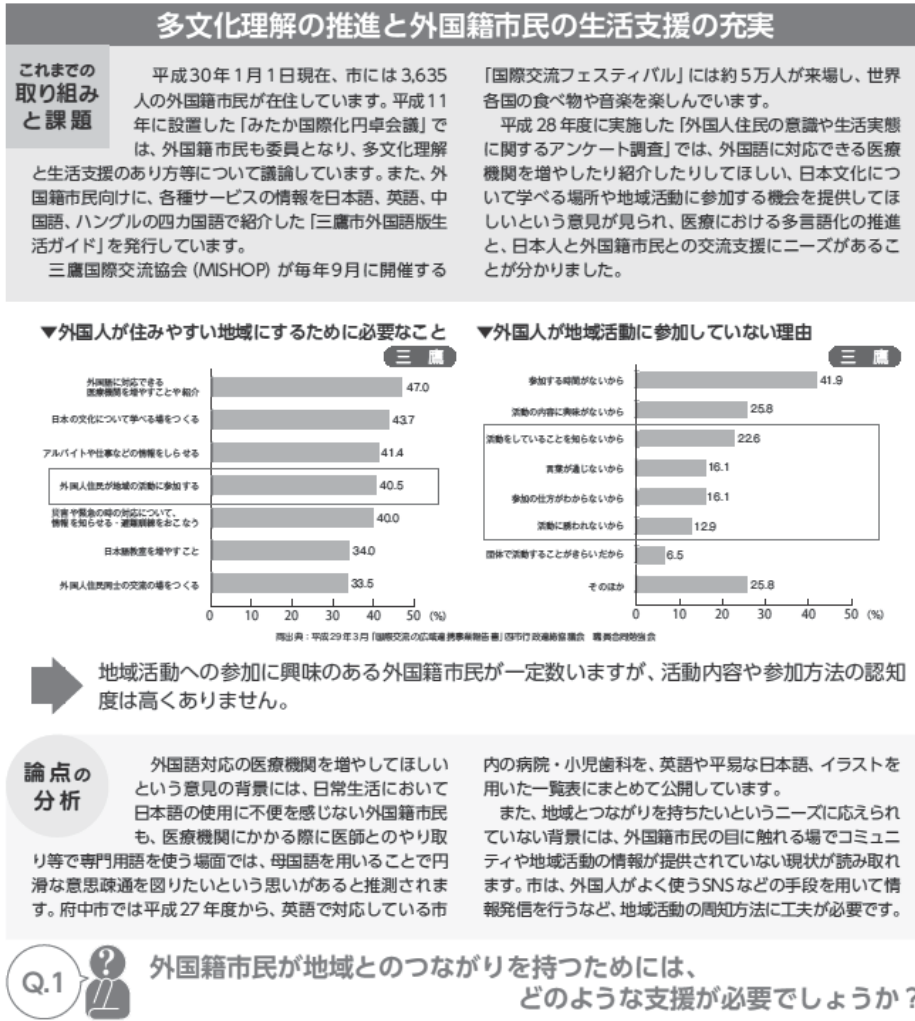 多文化理解の推進と外国籍市民の生活支援の充実
これまでの
取り組み
と課題
平成30年1月1日現在、市には3,635
人の外国籍市民が在住しています。平成11
年に設置した「みたか国際化円卓会議」で
は、外国籍市民も委員となり、多文化理解
と生活支援のあり方等について議論しています。また、外
国籍市民向けに、各種サービスの情報を日本語、英語、中
国語、ハングルの四カ国語で紹介した「三鷹市外国語版生
活ガイド」を発行しています。
三鷹国際交流協会（MISHOP）が毎年9月に開催する
「国際交流フェスティバル」には約5万人が来場し、世界
各国の食べ物や音楽を楽しんでいます。
平成28年度に実施した「外国人住民の意識や生活実態
に関するアンケート調査」では、外国語に対応できる医療
機関を増やしたり紹介したりしてほしい、日本文化につ
いて学べる場所や地域活動に参加する機会を提供してほ
しいという意見が見られ、医療における多言語化の推進
と、日本人と外国籍市民との交流支援にニーズがあるこ
とが分かりました。
▼外国人が住みやすい地域にするために必要なこと
三鷹
外国語に対応できる
医療機関を増やすことや紹介
47.0
日本の文化について学べる場をつくる
43.7
アルバイトや仕事などの情報をしらせる
41.4
外国人住民が地域の活動に参加する
40.5
災害や緊急の時の対応について、
情報を知らせる・避難訓練をおこなう
40.0
日本語教室を増やすこと
34.0
外国人住民同士の交流の場をつくる
33.5
0 10 20 30 40 50 (%)
▼外国人が地域活動に参加していない理由
三鷹
参加する時間がないから
41.9
活動の内容に興味がないから
25.8
活動をしていることを知らないから
22.6
言葉が通じないから
16.1
参加の仕方がわからないから
16.1
活動に誘われないから
12.9
団体で活動することがきらいだから
6.5
そのほか
25.8
0 10 20 30 40 50 (%)
両出典：平成29年3月「国際交流の広域連携事業報告書」四市行政連絡協議会 職員合同勉強会
地域活動への参加に興味のある外国籍市民が一定数いますが、活動内容や参加方法の認知
度は高くありません。
論点の
分析
外国語対応の医療機関を増やしてほしい
という意見の背景には、日常生活において
日本語の使用に不便を感じない外国籍市民
も、医療機関にかかる際に医師とのやり取
り等で専門用語を使う場面では、母国語を用いることで円
滑な意思疎通を図りたいという思いがあると推測されま
す。府中市では平成27年度から、英語で対応している市
内の病院・小児歯科を、英語や平易な日本語、イラストを
用いた一覧表にまとめて公開しています。
また、地域とつながりを持ちたいというニーズに応えられ
ていない背景には、外国籍市民の目に触れる場でコミュニ
ティや地域活動の情報が提供されていない現状が読み取れ
ます。市は、外国人がよく使うSNSなどの手段を用いて情
報発信を行うなど、地域活動の周知方法に工夫が必要です。
Q.1
?
外国籍市民が地域とのつながりを持つためには、
どのような支援が必要でしょうか？